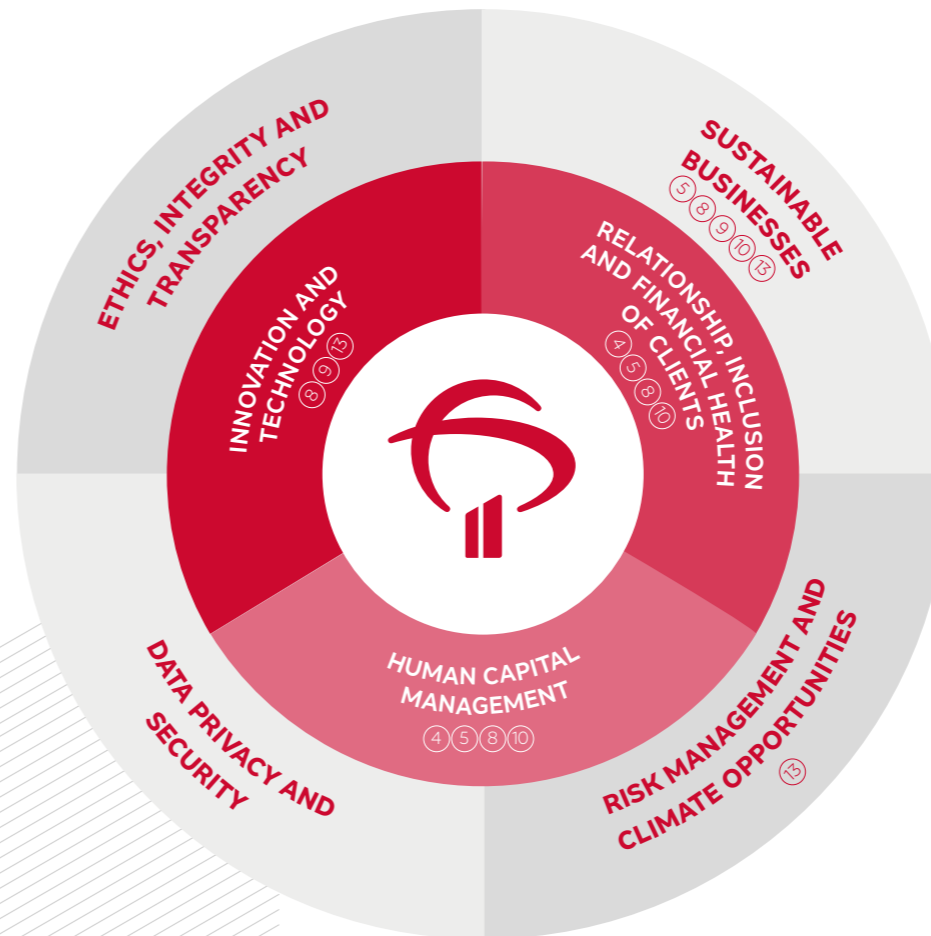 ETHICS, INTEGRITY AND
TRANSPARENCY
SUSTAINABLE
BUSINESSES
5 8 9 10 13
INNOVATION AND
TECHNOLOGY
8 9 13
RELATIONSHIP, INCLUSION
AND FINANCIAL HEALTH
OF CLIENTS
4 5 8 10
HUMAN CAPITAL
MANAGEMENT
4 5 8 10
DATA PRIVACY AND
SECURITY
RISK MANAGEMENT AND
CLIMATE OPPORTUNITIES
13